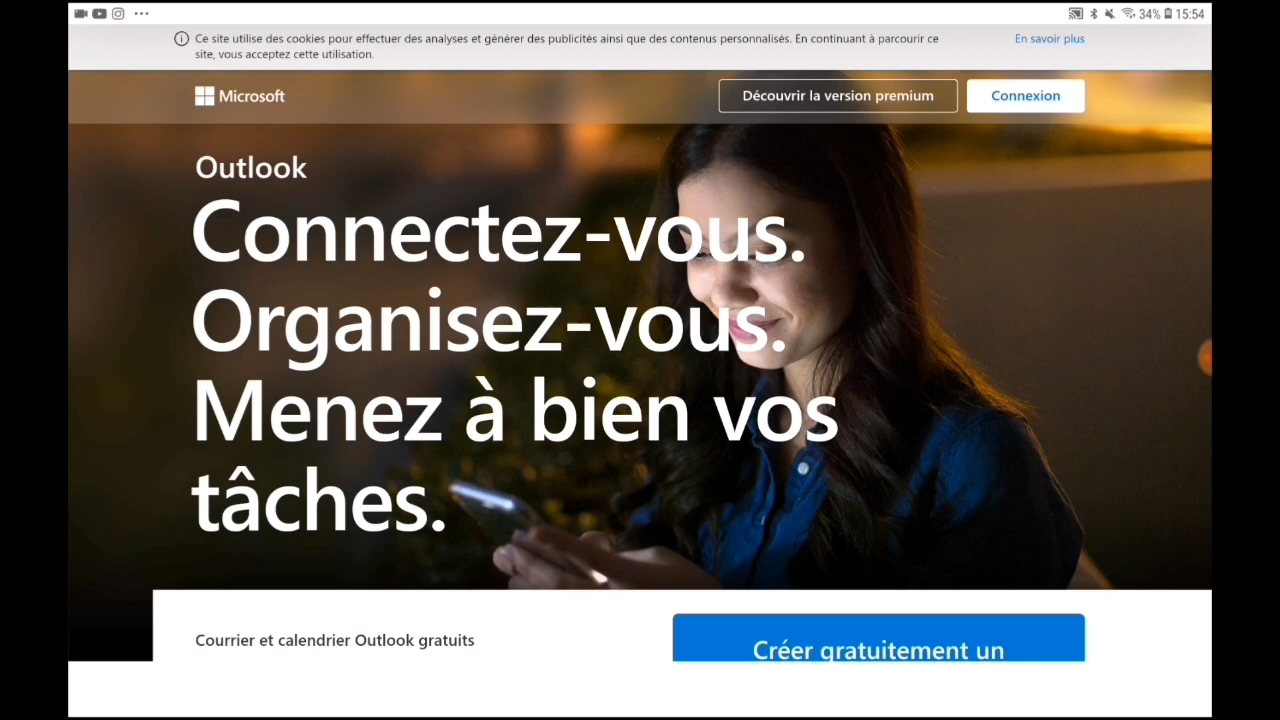 34% 15:54
Ce site utilise des cookies pour effectuer des analyses et générer des publicités ainsi que des contenus personnalisés. En continuant à parcourir ce
site, vous acceptez cette utilisation.
En savoir plus
Microsoft
Découvrir la version premium
Connexion
Outlook
Connectez-vous.
Organisez-vous.
Menez à bien vos
tâches.
Courrier et calendrier Outlook gratuits
Créer gratuitement un